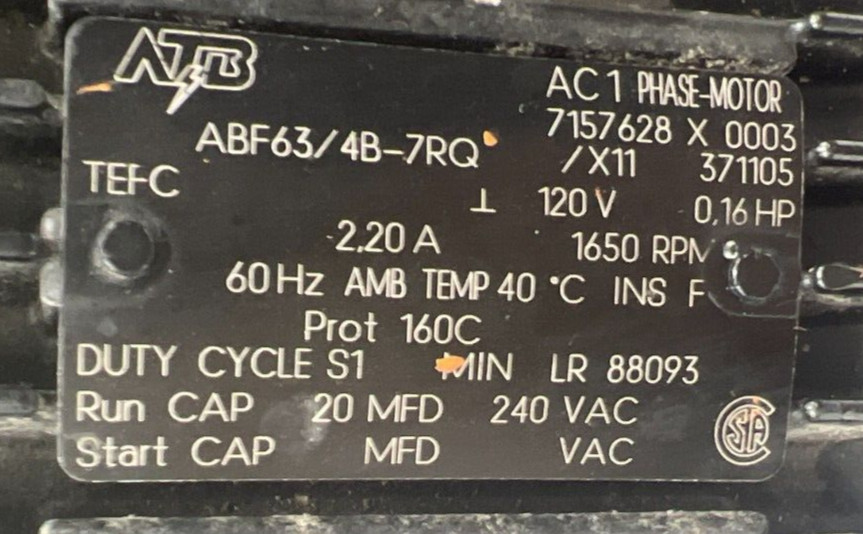 ATB
AC 1 PHASE-MOTOR
ABF63/4B-7RQ 7157628 X 0003
/X11 371105
TEFC
⊥ 120 V 0,16 HP
2,20 A 1650 RPM
60 Hz AMB TEMP 40 °C INS F
Prot 160C
DUTY CYCLE S1 MIN LR 88093
Run CAP 20 MFD 240 VAC
Start CAP MFD VAC
SA